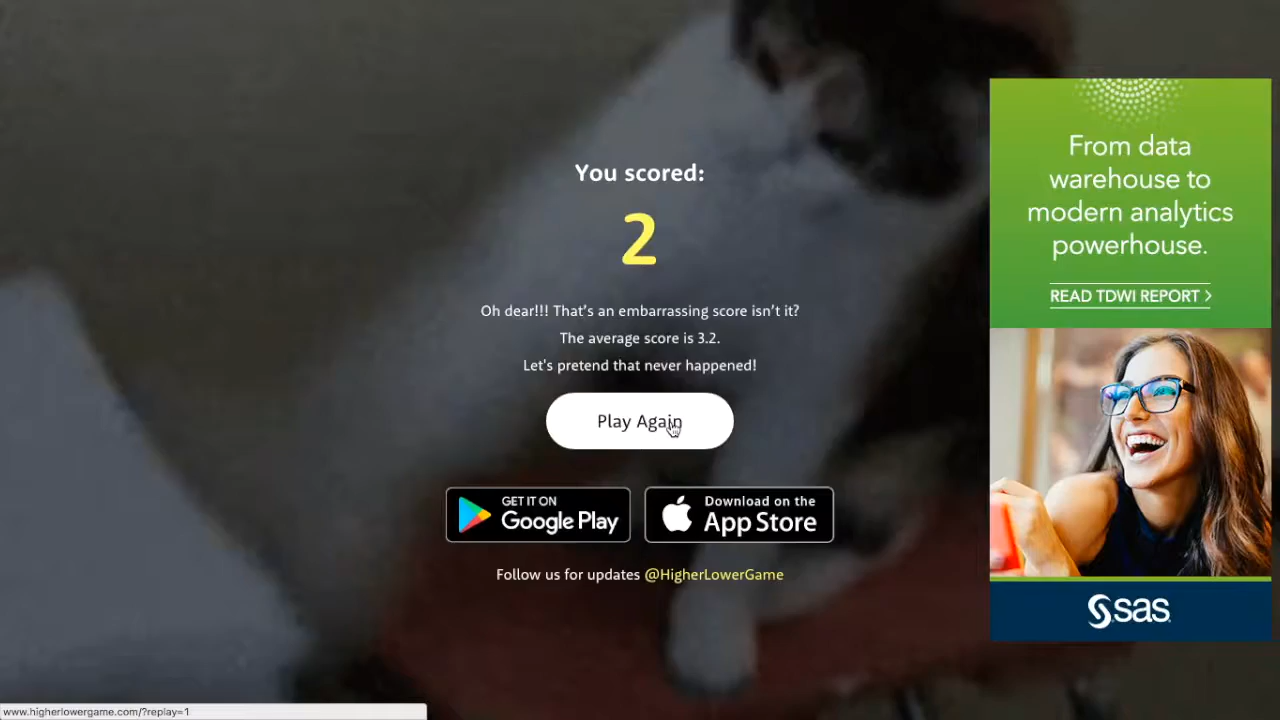 You scored:
2
Oh dear!!! That's an embarrassing score isn't it?
The average score is 3.2.
Let's pretend that never happened!
Play Again
GET IT ON
Google Play
Download on the
App Store
Follow us for updates @HigherLowerGame
From data
warehouse to
modern analytics
powerhouse.
READ TDWI REPORT >
sas
www.higherlowergame.com/?replay=1